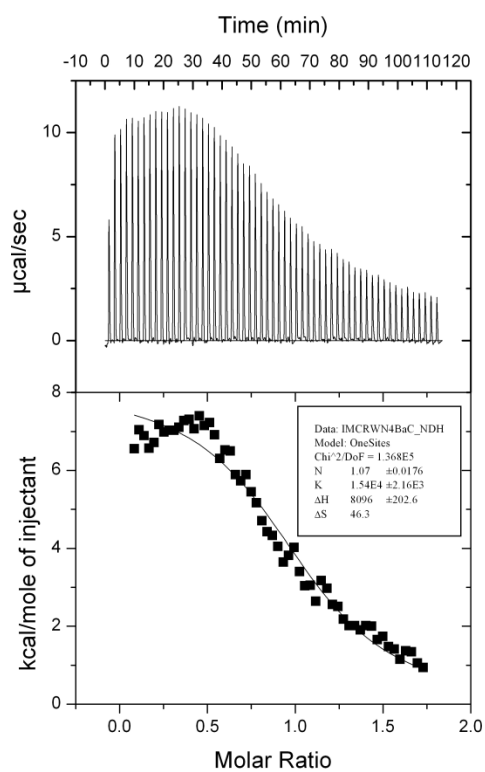 Time (min)
-10 0 10 20 30 40 50 60 70 80 90 100 110 120
10
5
0
µcal/sec
8
6
4
2
0
kcal/mole of injectant
Data: IMCRWN4BaC_NDH
Model: OneSites
Chi^2/DoF = 1.368E5
N 1.07 ±0.0176
K 1.54E4 ±2.16E3
ΔH 8096 ±202.6
ΔS 46.3
0.0 0.5 1.0 1.5 2.0
Molar Ratio